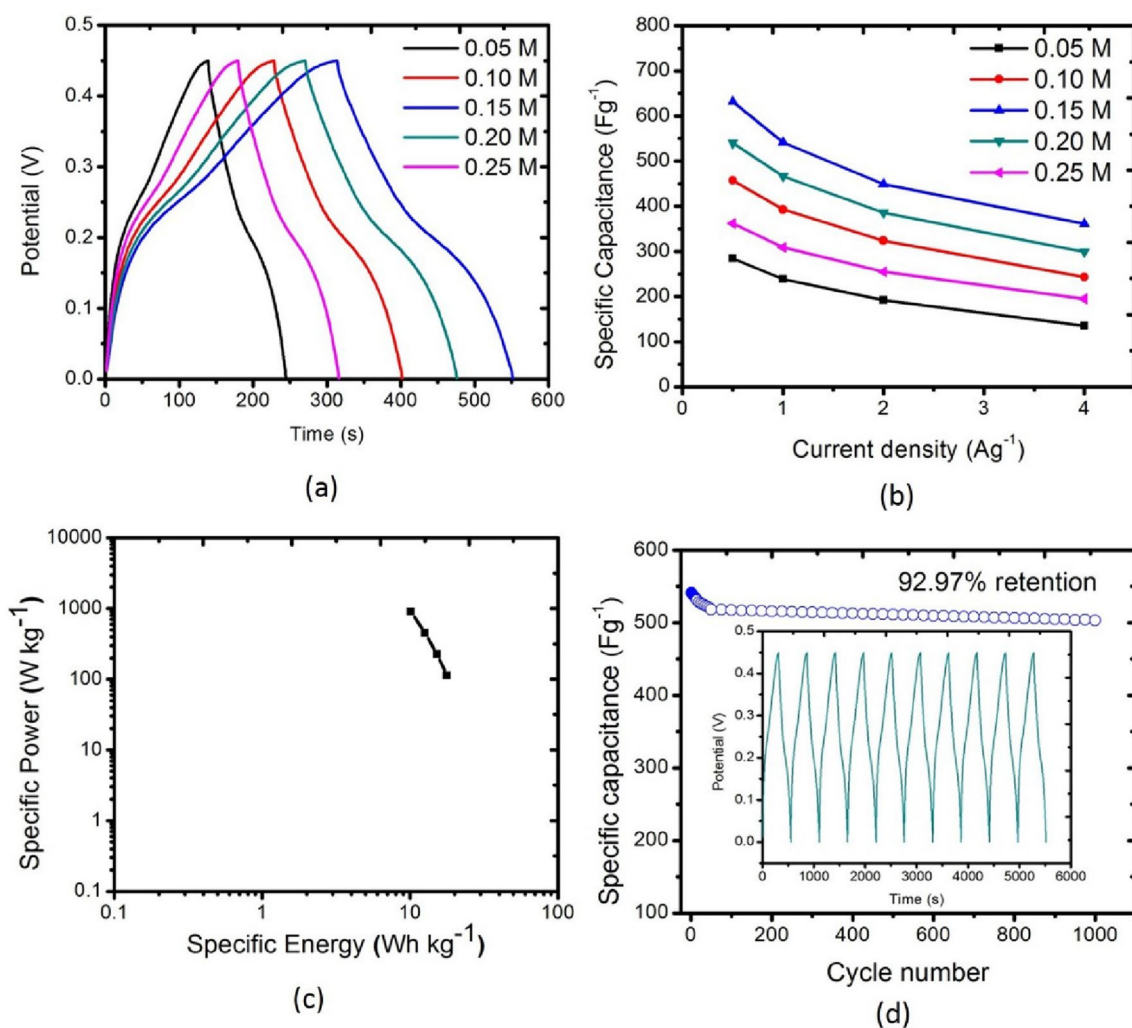 0.5
0.4
0.3
0.2
0.1
0.0
Potential (V)
0.05 M
0.10 M
0.15 M
0.20 M
0.25 M
0 100 200 300 400 500 600
Time (s)
(a)
800
700
600
500
400
300
200
100
0
Specific Capacitance (Fg⁻¹)
0.05 M
0.10 M
0.15 M
0.20 M
0.25 M
0 1 2 3 4
Current density (Ag⁻¹)
(b)
10000
1000
100
10
1
0.1
Specific Power (W kg⁻¹)
0.1 1 10 100
Specific Energy (Wh kg⁻¹)
(c)
600
500
400
300
200
100
Specific capacitance (Fg⁻¹)
92.97% retention
0.5
0.4
0.3
0.2
0.1
0.0
Potential (V)
0 1000 2000 3000 4000 5000 6000
Time (s)
0 200 400 600 800 1000
Cycle number
(d)